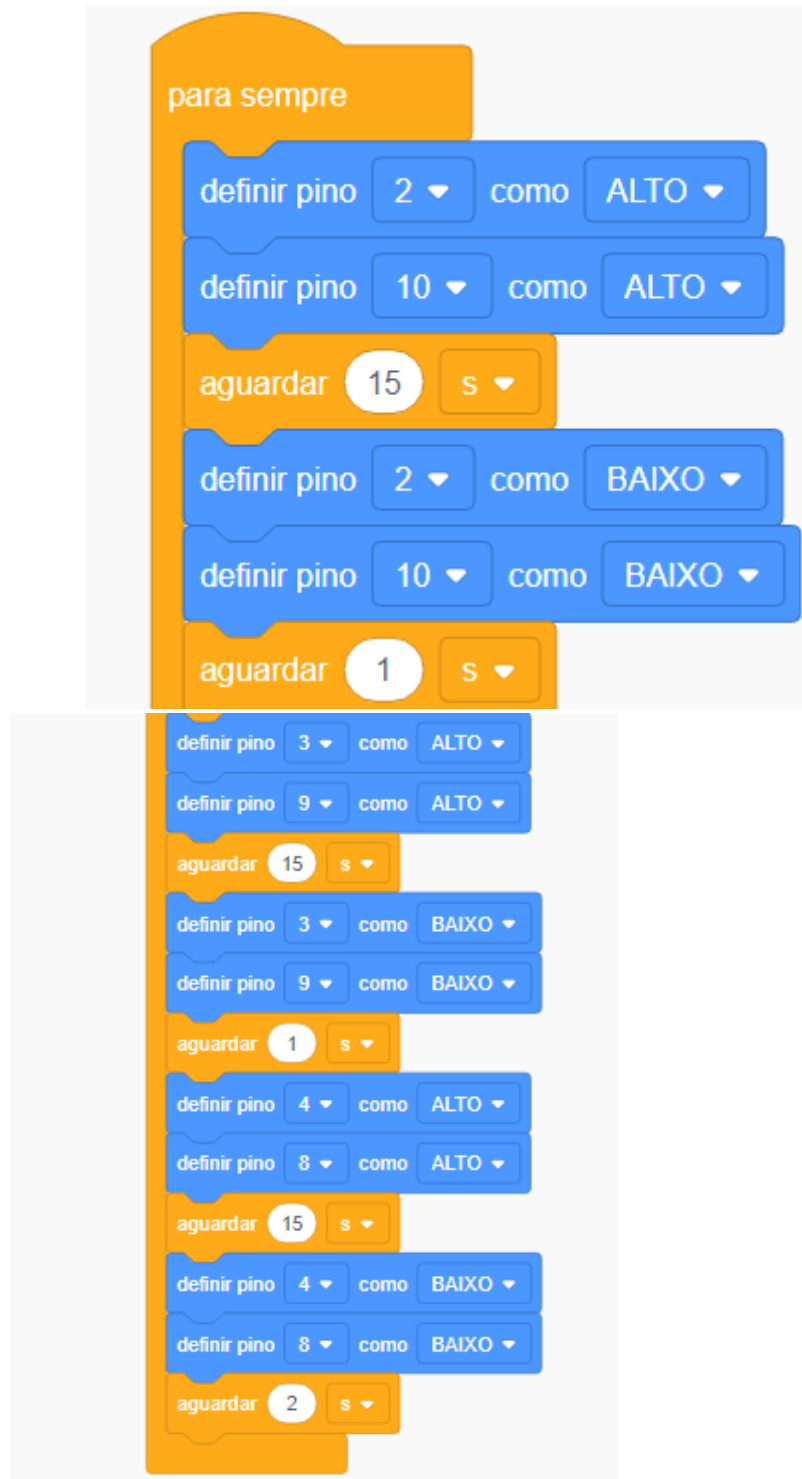 para sempre
definir pino 2 como ALTO
definir pino 10 como ALTO
aguardar 15 s
definir pino 2 como BAIXO
definir pino 10 como BAIXO
aguardar 1 s
definir pino 3 como ALTO
definir pino 9 como ALTO
aguardar 15 s
definir pino 3 como BAIXO
definir pino 9 como BAIXO
aguardar 1 s
definir pino 4 como ALTO
definir pino 8 como ALTO
aguardar 15 s
definir pino 4 como BAIXO
definir pino 8 como BAIXO
aguardar 2 s